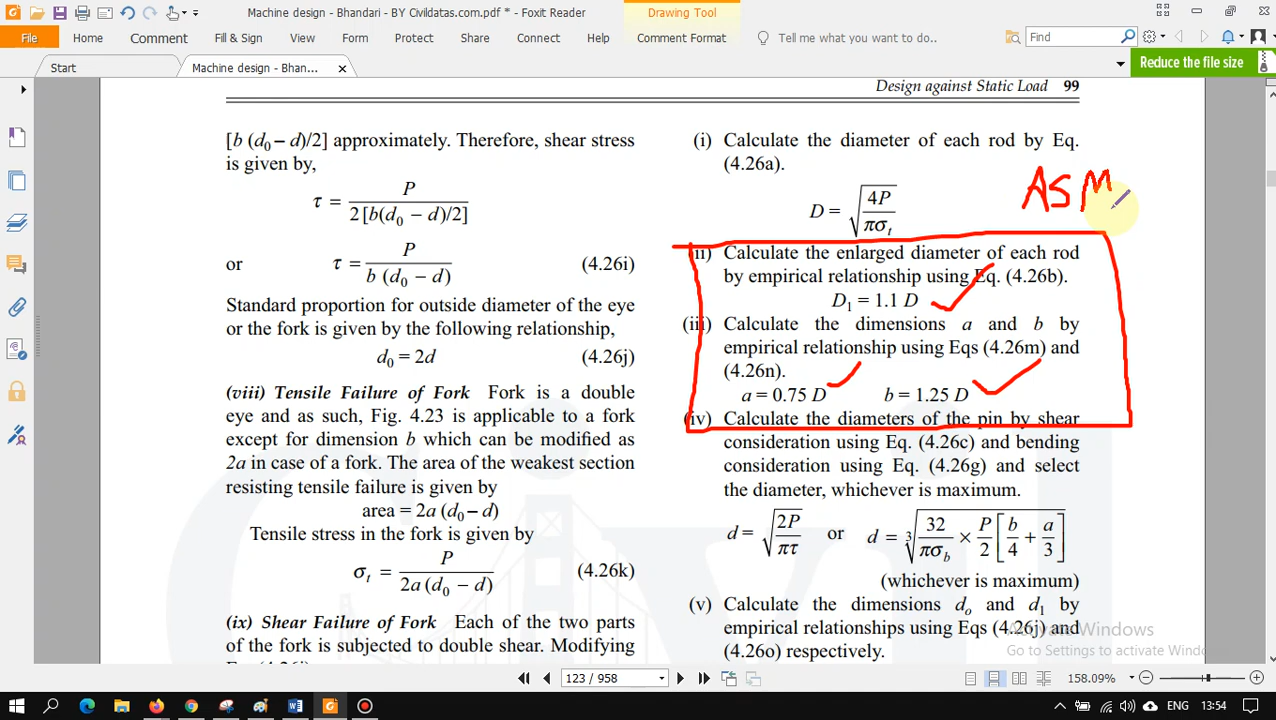 Machine design - Bhandari - BY Civildatas.cvn.pdf * - Foxit Reader
Drawing Tool
File Home Comment Fill & Sign View Form Protect Share Connect Help Comment Format Tell me what you want to do.. Find
Start Machine design - Bhan... Reduce the file size
Design against Static Load 99
[b (d₀ – d)/2] approximately. Therefore, shear stress
is given by,
τ = P / 2 [b(d₀ – d)/2]
or τ = P / b (d₀ – d) (4.26i)
Standard proportion for outside diameter of the eye
or the fork is given by the following relationship,
d₀ = 2d (4.26j)
(viii) Tensile Failure of Fork Fork is a double
eye and as such, Fig. 4.23 is applicable to a fork
except for dimension b which can be modified as
2a in case of a fork. The area of the weakest section
resisting tensile failure is given by
area = 2a (d₀ – d)
Tensile stress in the fork is given by
σₜ = P / 2a (d₀ – d) (4.26k)
(ix) Shear Failure of Fork Each of the two parts
of the fork is subjected to double shear. Modifying
(i) Calculate the diameter of each rod by Eq.
(4.26a).
D = √(4P / πσₜ)
ASM
(ii) Calculate the enlarged diameter of each rod
by empirical relationship using Eq. (4.26b).
D₁ = 1.1 D
(iii) Calculate the dimensions a and b by
empirical relationship using Eqs (4.26m) and
(4.26n).
a = 0.75 D b = 1.25 D
(iv) Calculate the diameters of the pin by shear
consideration using Eq. (4.26c) and bending
consideration using Eq. (4.26g) and select
the diameter, whichever is maximum.
d = √(2P / πτ) or d = ∛(32 / πσ_b × P / 2 [b / 4 + a / 3])
(whichever is maximum)
(v) Calculate the dimensions dₒ and d₁ by
empirical relationships using Eqs (4.26j) and
(4.26o) respectively.
Activate Windows
Go to Settings to activate Windows.
Civil
123 / 958 158.09%
ENG 13:54